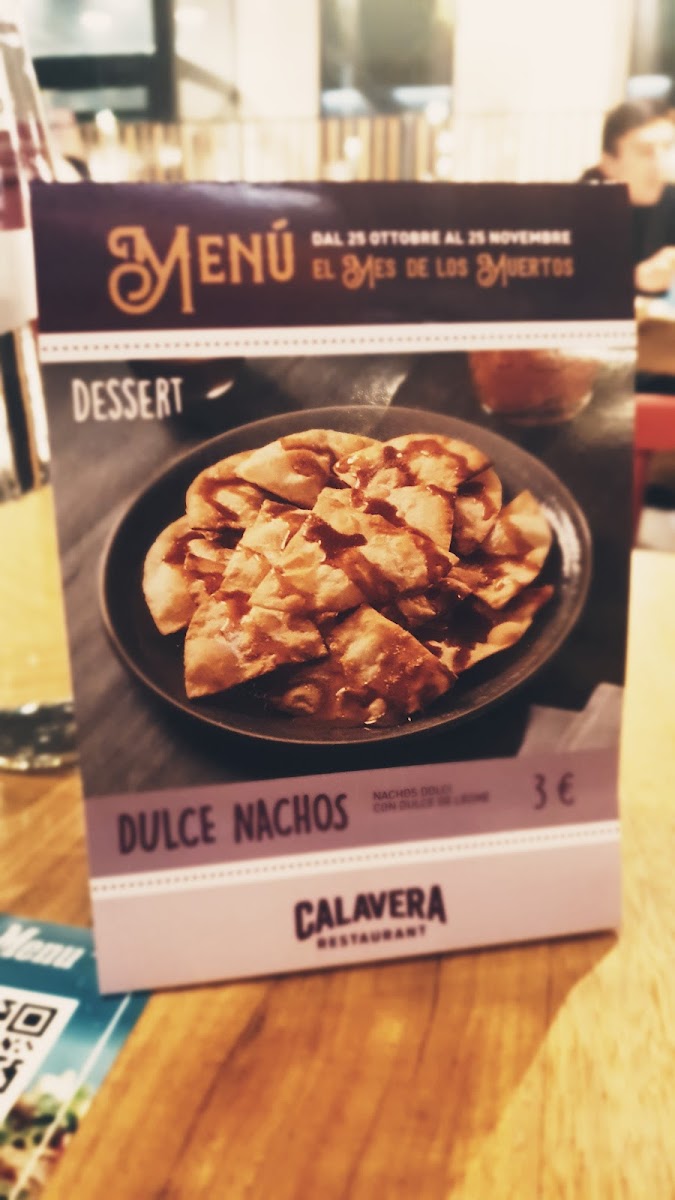 MENÚ
DAL 25 OTTOBRE AL 25 NOVEMBRE
EL MES DE LOS MUERTOS
DESSERT
DULCE NACHOS
NACHOS DOLCI
CON DULCE DE LECHE
3 €
CALAVERA
RESTAURANT
Menu